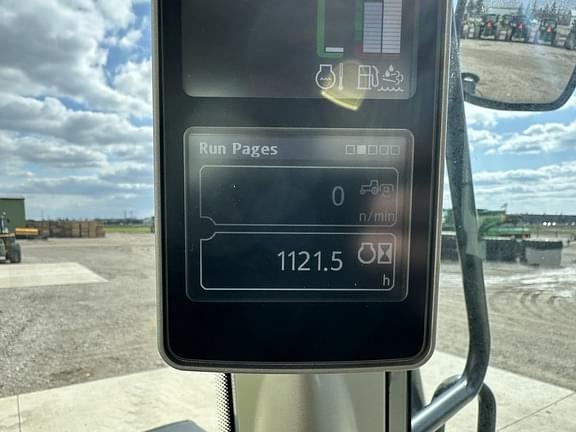 Run Pages
0
n/min
1121.5
h